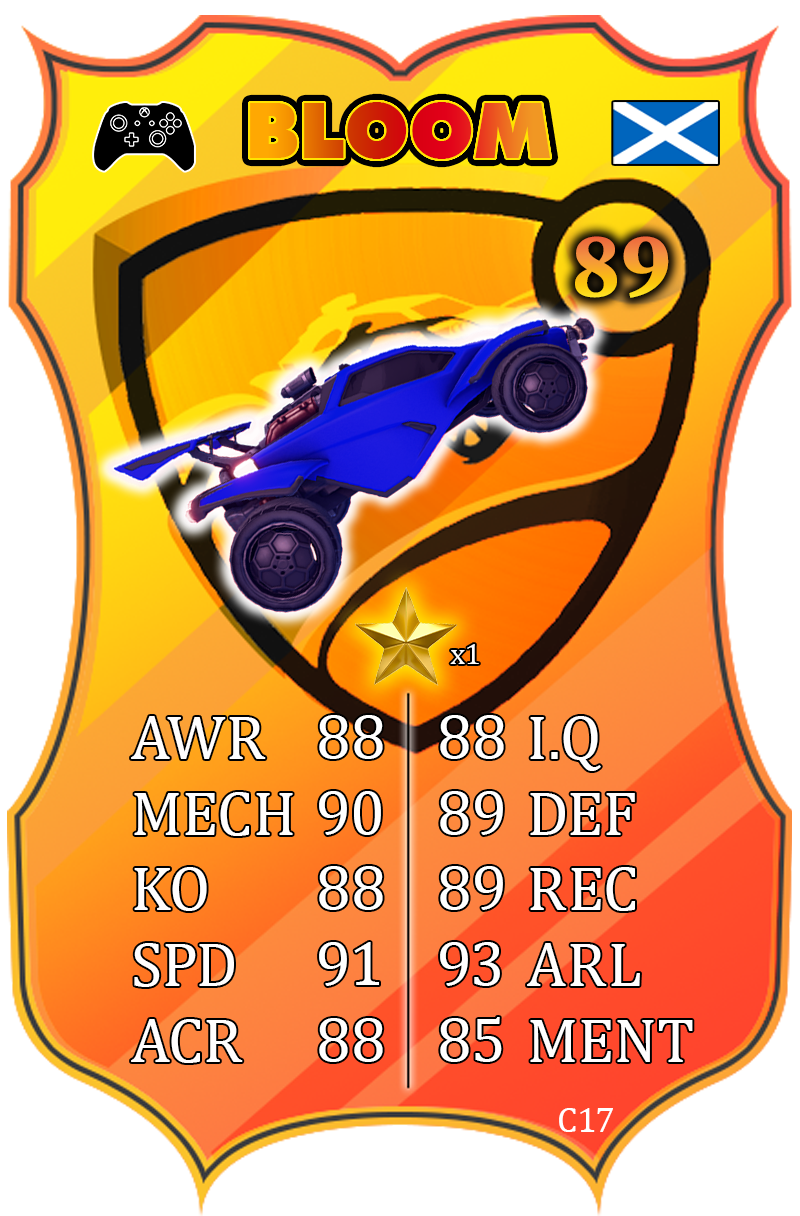 BLOOM
89
x1
AWR 88 88 I.Q
MECH 90 89 DEF
KO 88 89 REC
SPD 91 93 ARL
ACR 88 85 MENT
C17